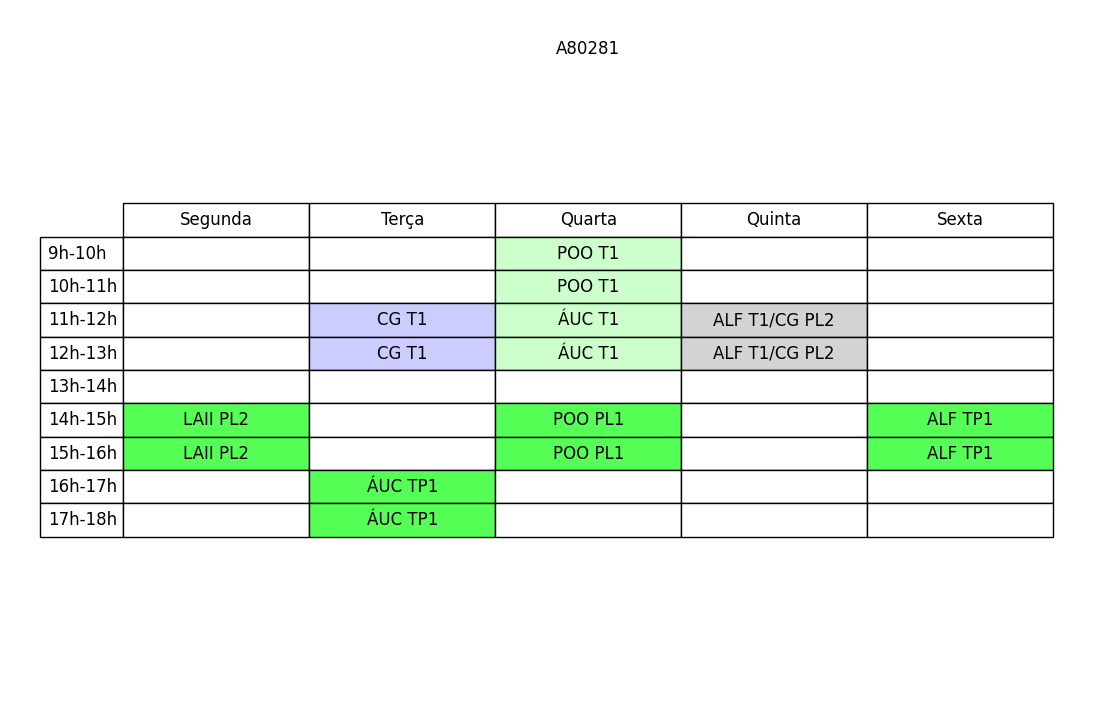 A80281
Segunda Terça Quarta Quinta Sexta
9h-10h POO T1
10h-11h POO T1
11h-12h CG T1 ÁUC T1 ALF T1/CG PL2
12h-13h CG T1 ÁUC T1 ALF T1/CG PL2
13h-14h
14h-15h LAII PL2 POO PL1 ALF TP1
15h-16h LAII PL2 POO PL1 ALF TP1
16h-17h ÁUC TP1
17h-18h ÁUC TP1